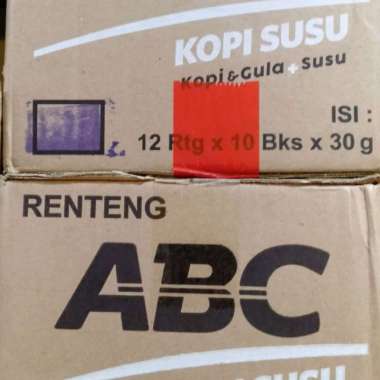 KOPI SUSU
Kopi & Gula + Susu
ISI :
12 Rtg x 10 Bks x 30 g
RENTENG
ABC
SUSU